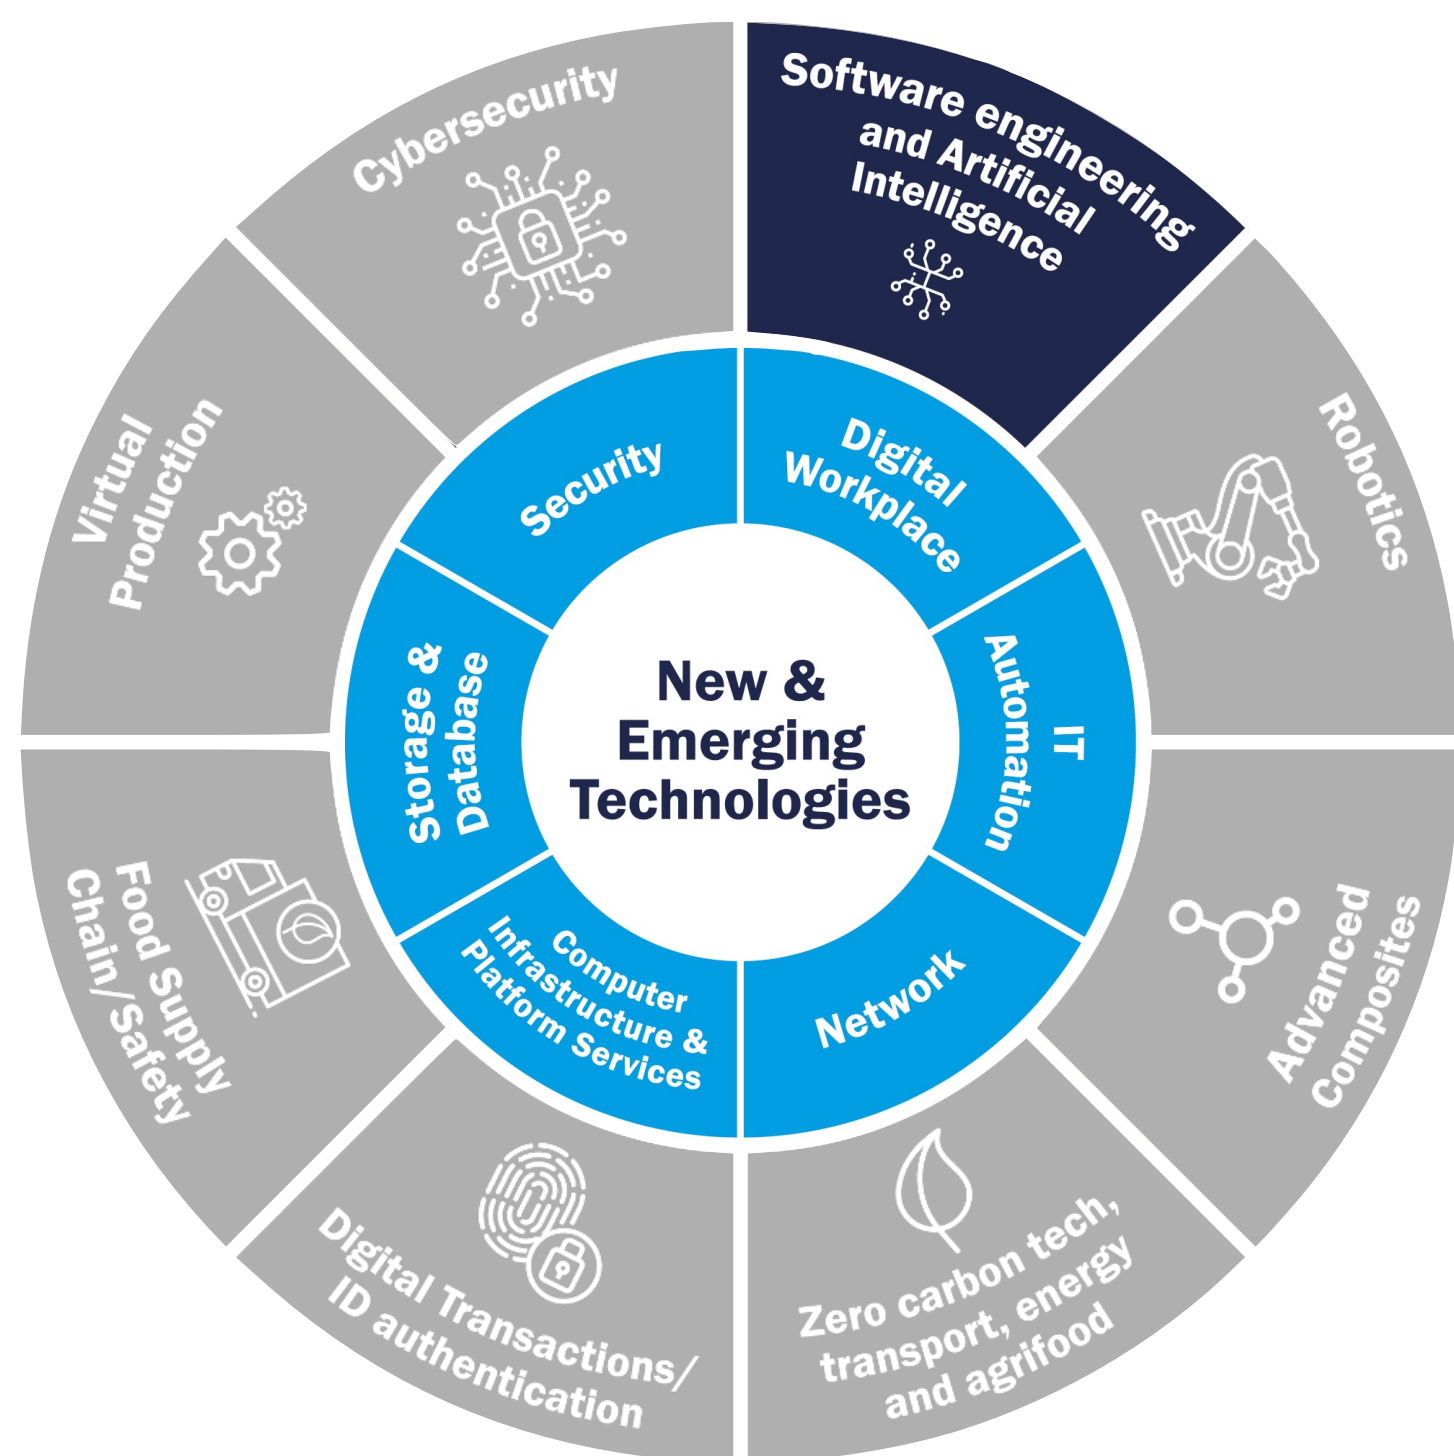 Software engineering
and Artificial
Intelligence
Robotics
Advanced
Composites
Zero carbon tech,
transport, energy
and agrifood
Digital Transactions/
ID authentication
Food Supply
Chain/Safety
Virtual
Production
Cybersecurity
Digital
Workplace
IT
Automation
Network
Computer
Infrastructure &
Platform Services
Storage &
Database
Security
New &
Emerging
Technologies